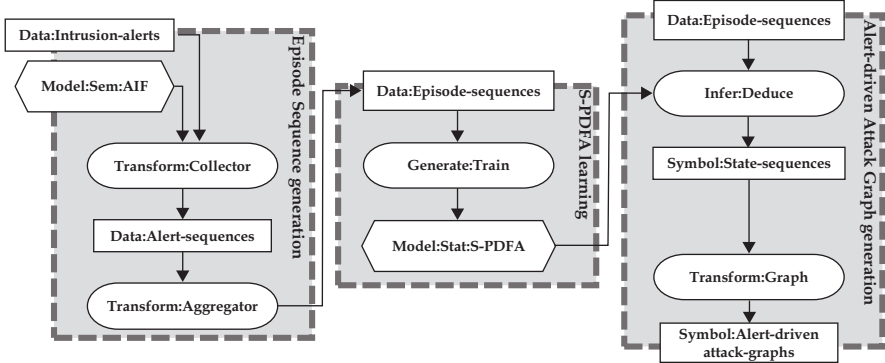 Data:Intrusion-alerts
Model:Sem:AIF
Transform:Collector
Data:Alert-sequences
Transform:Aggregator
Episode Sequence generation
Data:Episode-sequences
Generate:Train
Model:Stat:S-PDFA
S-PDFA learning
Data:Episode-sequences
Infer:Deduce
Symbol:State-sequences
Transform:Graph
Symbol:Alert-driven
attack-graphs
Alert-driven Attack Graph generation